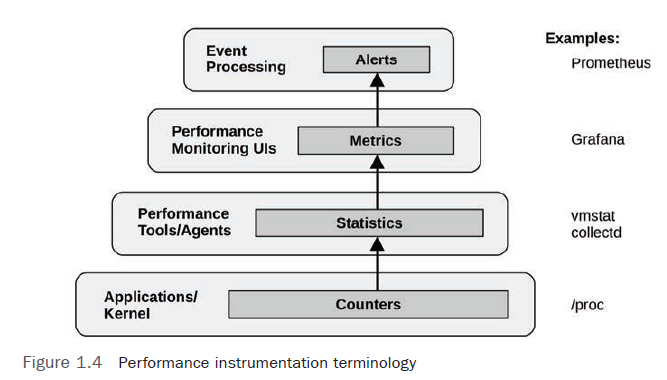 Examples:
Event
Processing
Alerts
Prometheus
Performance
Monitoring UIs
Metrics
Grafana
Performance
Tools/Agents
Statistics
vmstat
collectd
Applications/
Kernel
Counters
/proc
Figure 1.4 Performance instrumentation terminology